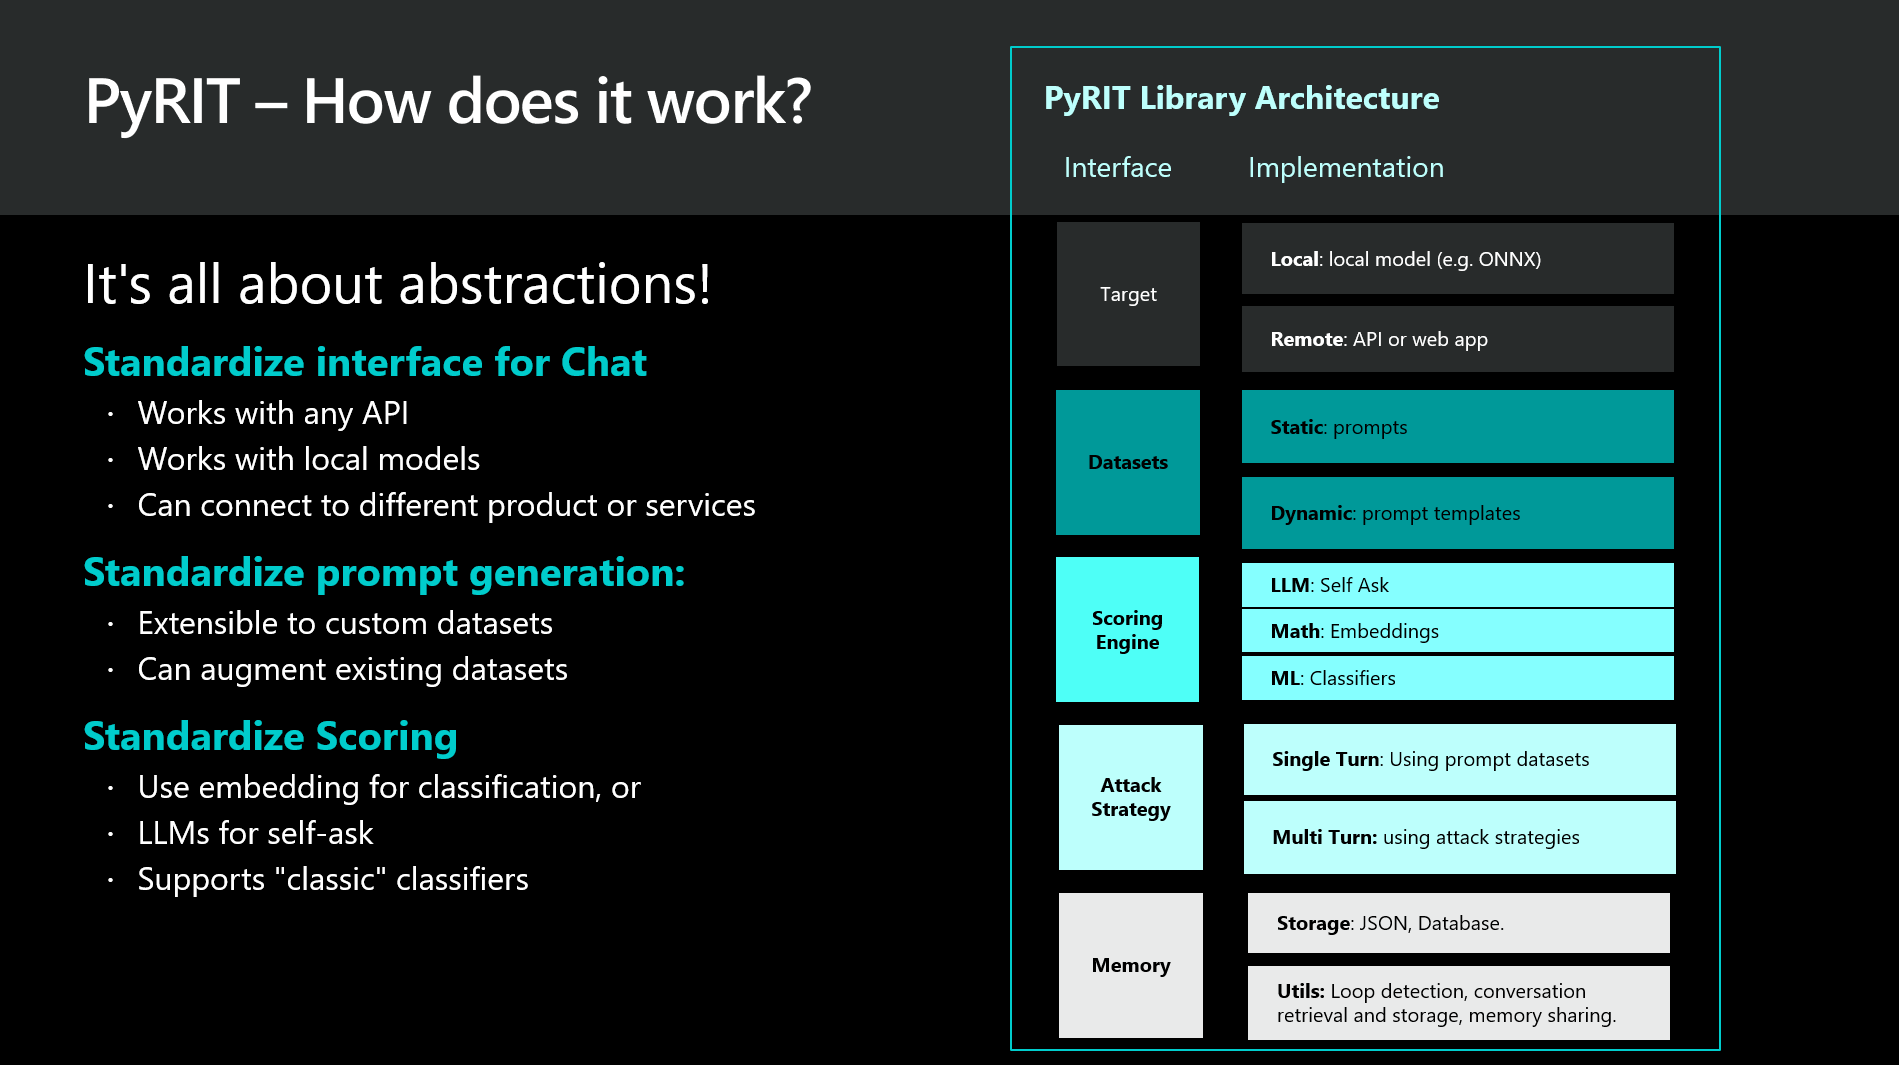 PyRIT – How does it work?
It's all about abstractions!
Standardize interface for Chat
· Works with any API
· Works with local models
· Can connect to different product or services
Standardize prompt generation:
· Extensible to custom datasets
· Can augment existing datasets
Standardize Scoring
· Use embedding for classification, or
· LLMs for self-ask
· Supports "classic" classifiers
PyRIT Library Architecture
Interface
Implementation
Target
Local: local model (e.g. ONNX)
Remote: API or web app
Datasets
Static: prompts
Dynamic: prompt templates
Scoring
Engine
LLM: Self Ask
Math: Embeddings
ML: Classifiers
Attack
Strategy
Single Turn: Using prompt datasets
Multi Turn: using attack strategies
Memory
Storage: JSON, Database.
Utils: Loop detection, conversation
retrieval and storage, memory sharing.